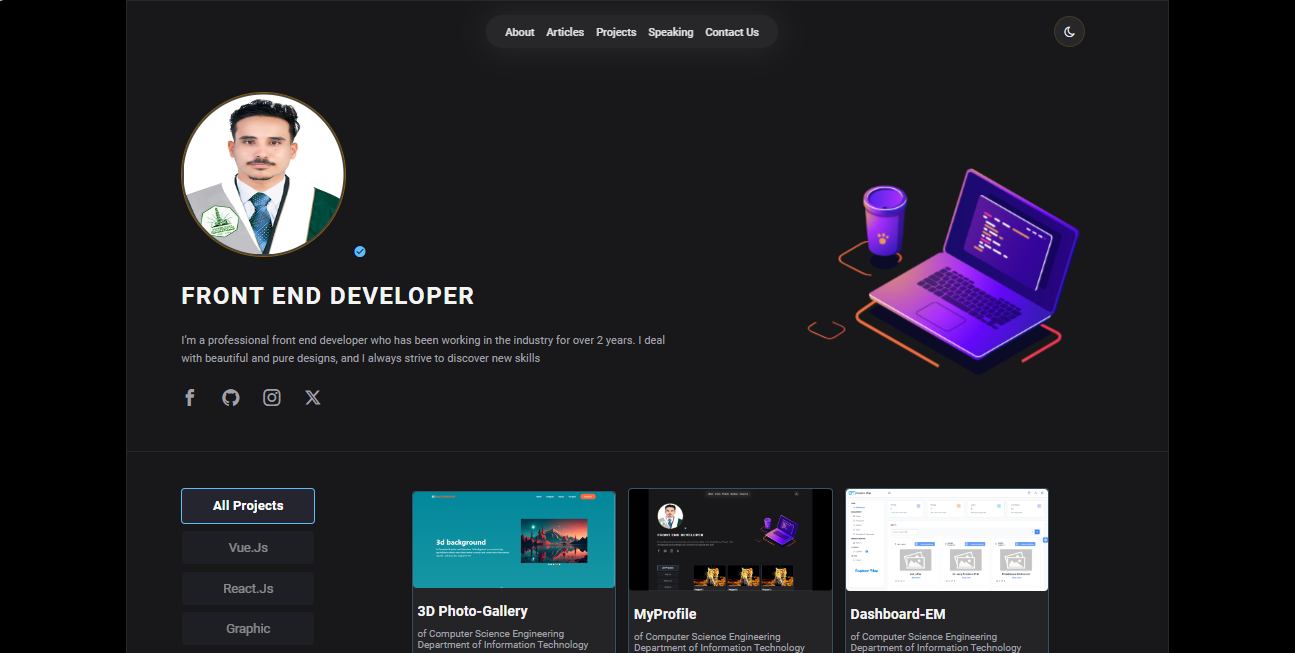 About Articles Projects Speaking Contact Us
FRONT END DEVELOPER
I'm a professional front end developer who has been working in the industry for over 2 years. I deal
with beautiful and pure designs, and I always strive to discover new skills
All Projects
Vue.Js
React.Js
Graphic
3d background
FRONT END DEVELOPER
3D Photo-Gallery
of Computer Science Engineering
Department of Information Technology
MyProfile
of Computer Science Engineering
Department of Information Technology
Dashboard-EM
of Computer Science Engineering
Department of Information Technology